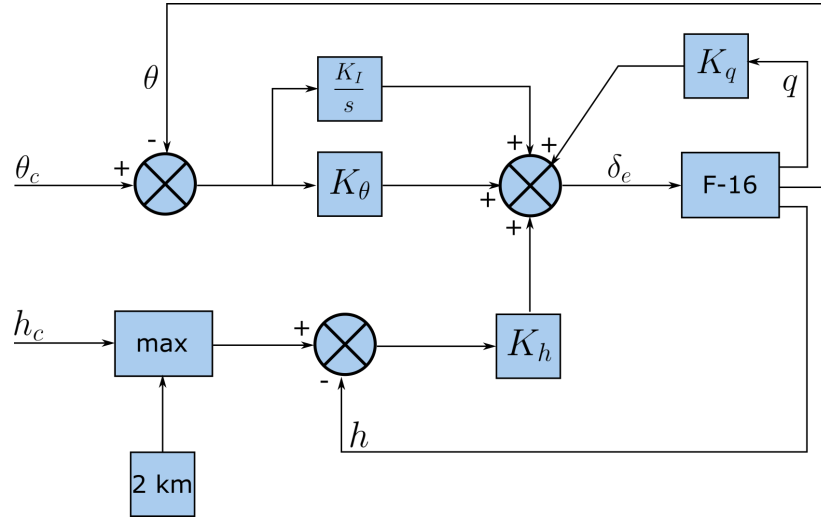 θ
K_I
s
K_q
q
-
+
+
+
θ_c
+
K_θ
+
δ_e
F-16
+
h_c
max
+
K_h
-
h
2 km